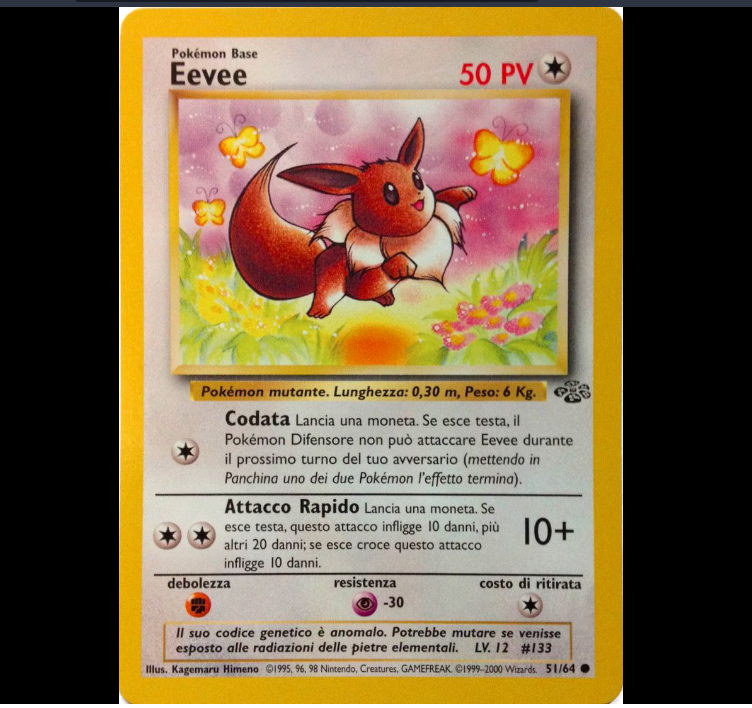 Pokémon Base
Eevee
50 PV
Pokémon mutante. Lunghezza: 0,30 m, Peso: 6 Kg.
Codata Lancia una moneta. Se esce testa, il
Pokémon Difensore non può attaccare Eevee durante
il prossimo turno del tuo avversario (mettendo in
Panchina uno dei due Pokémon l'effetto termina).
Attacco Rapido Lancia una moneta. Se
esce testa, questo attacco infligge 10 danni, più
altri 20 danni; se esce croce questo attacco
infligge 10 danni.
10+
debolezza
resistenza
costo di ritirata
-30
Il suo codice genetico è anomalo. Potrebbe mutare se venisse
esposto alle radiazioni delle pietre elementali. LV. 12 #133
Illus. Kagemaru Himeno ©1995, 96, 98 Nintendo, Creatures, GAMEFREAK. ©1999-2000 Wizards. 51/64